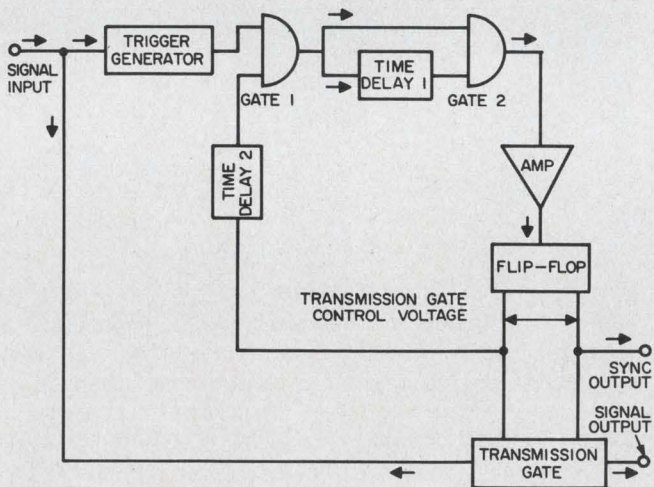 SIGNAL
INPUT
TRIGGER
GENERATOR
GATE 1
TIME
DELAY 1
GATE 2
TIME
DELAY 2
AMP
FLIP-FLOP
TRANSMISSION GATE
CONTROL VOLTAGE
SYNC
OUTPUT
SIGNAL
OUTPUT
TRANSMISSION
GATE